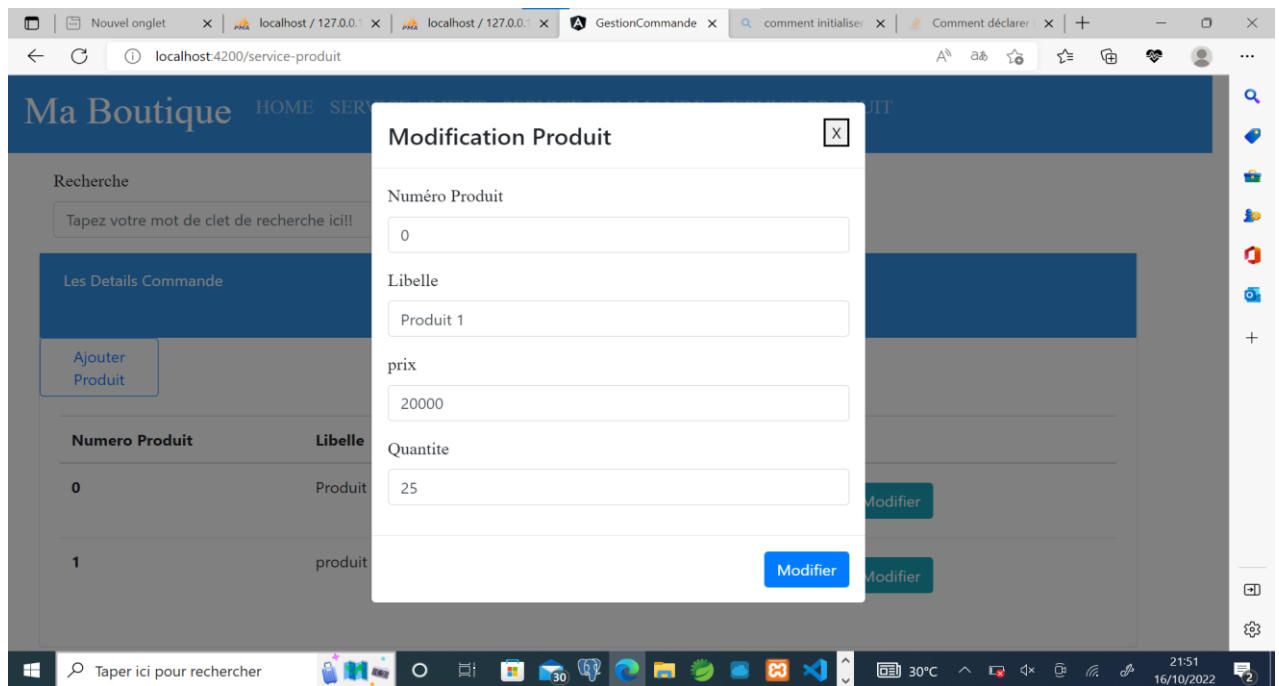 Nouvel onglet
localhost / 127.0.0.1
localhost / 127.0.0.1
GestionCommande
comment initialiser
Comment déclarer
localhost:4200/service-produit
Ma Boutique HOME
Modification Produit
X
Recherche
Tapez votre mot de clet de recherche ici!!
Numéro Produit
0
Les Details Commande
Libelle
Produit 1
Ajouter
Produit
prix
20000
Numero Produit Libelle
Quantite
25
0 Produit Modifier
1 produit Modifier
Modifier
Taper ici pour rechercher
30
30°C
21:51
16/10/2022
2